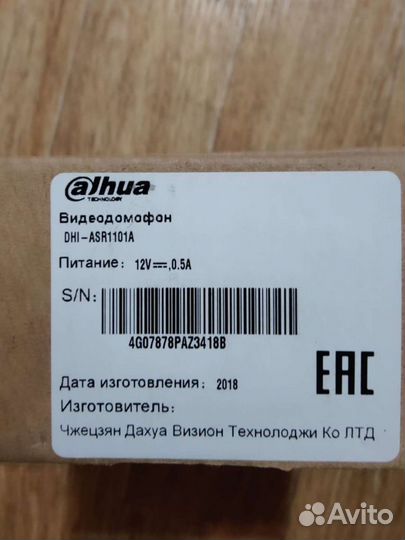 alhua
TECHNOLOGY
Видеодомофон
DHI-ASR1101A
Питание: 12V⎓,0.5A
S/N:
4G07878PAZ3418B
Дата изготовления: 2018
EAC
Изготовитель:
Чжецзян Дахуа Визион Технолоджи Ко ЛТД
Avito